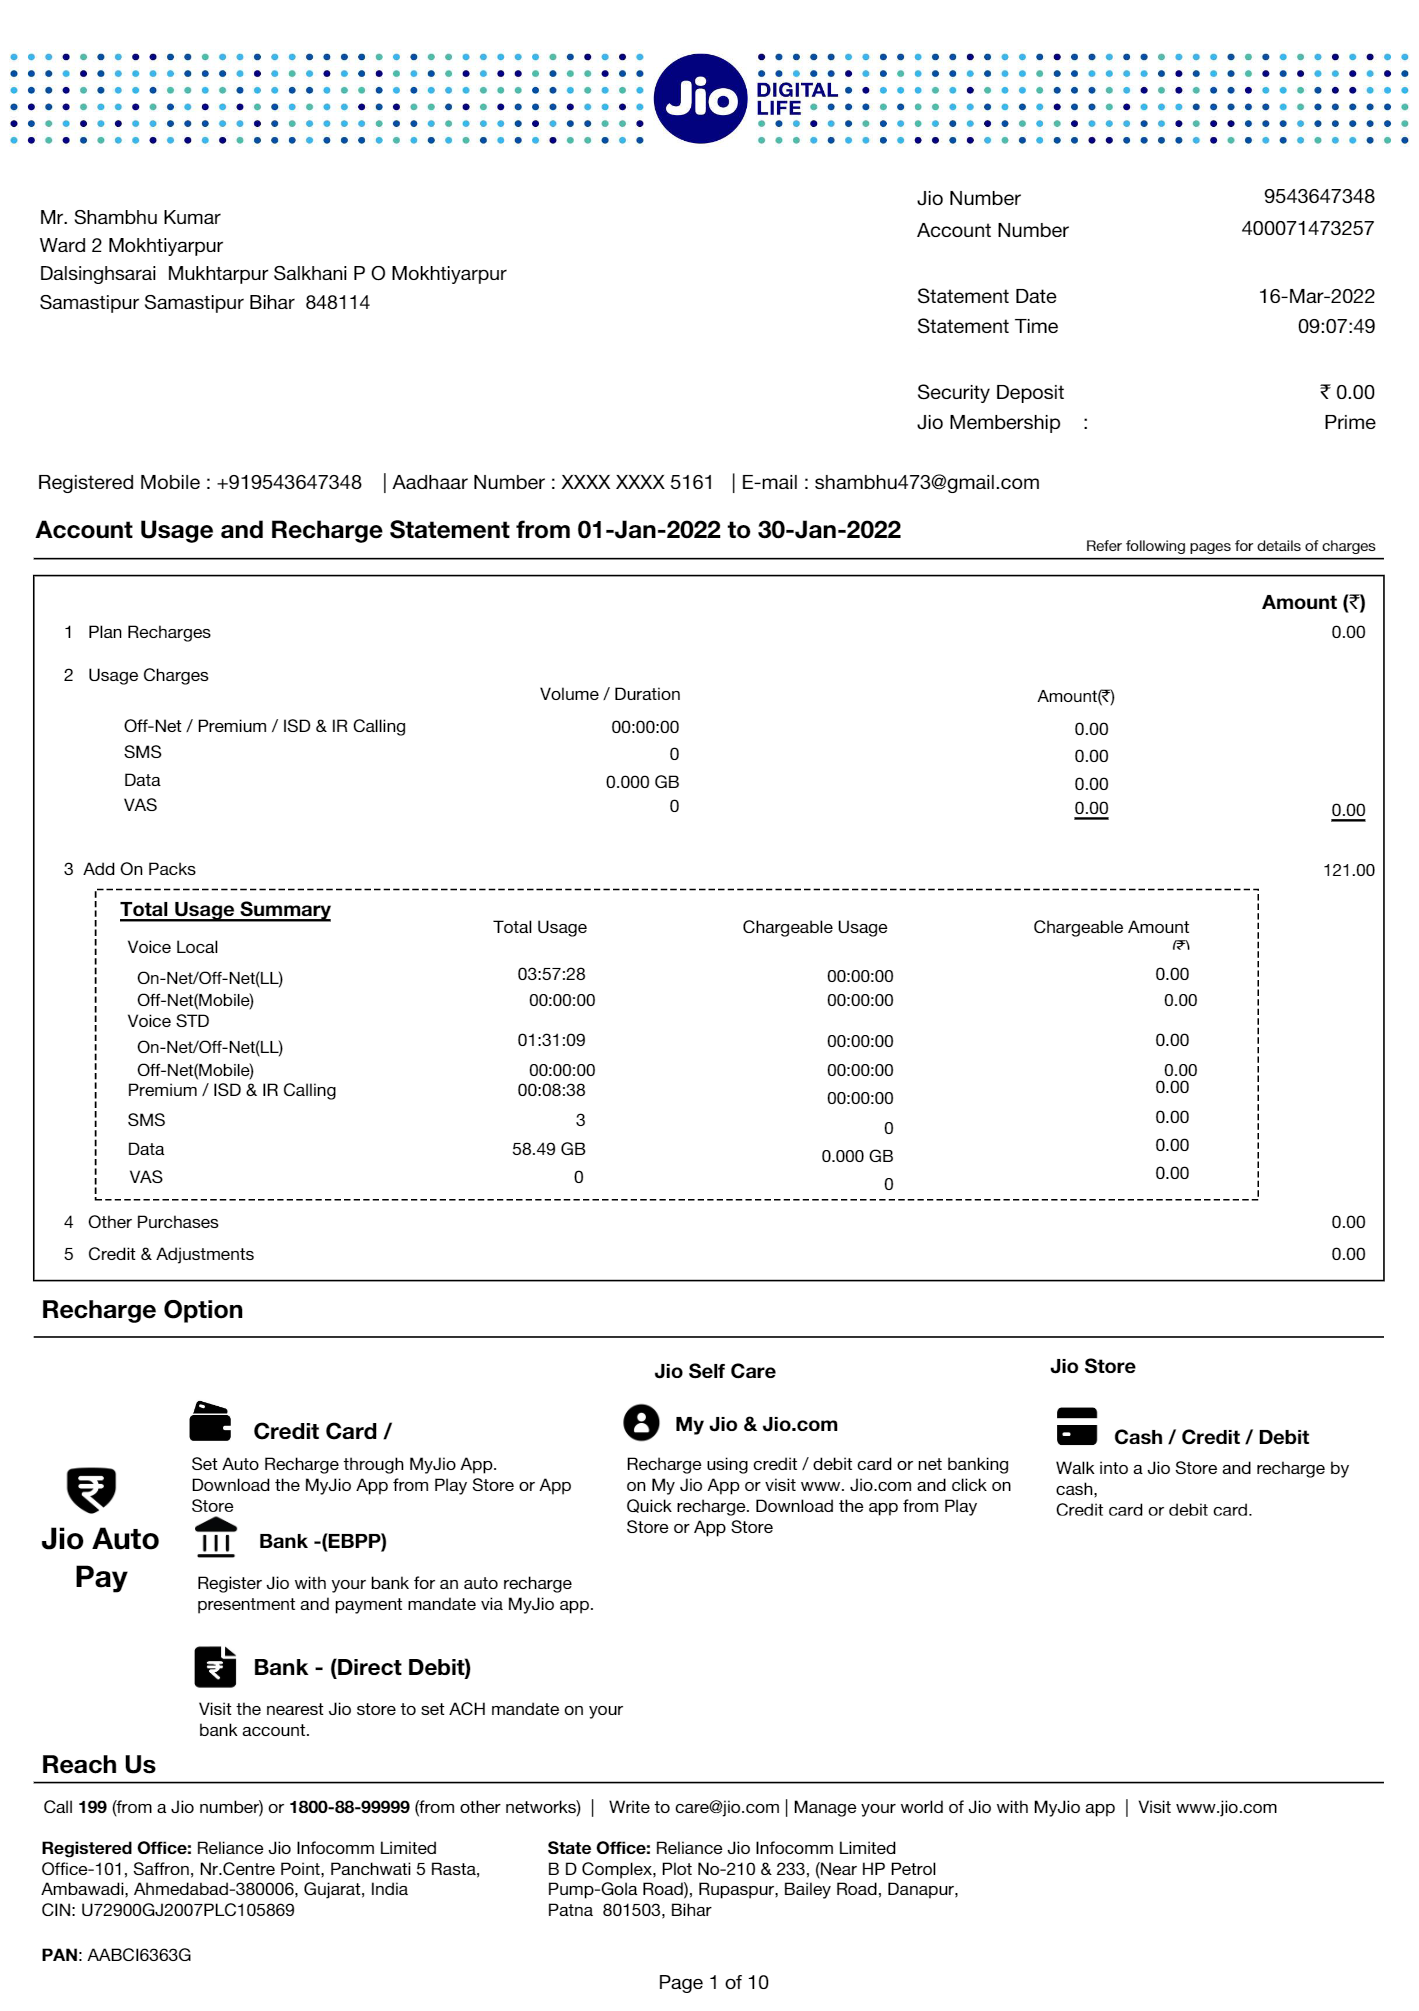 Jio DIGITAL LIFE
Mr. Shambhu Kumar
Ward 2 Mokhtiyarpur
Dalsinghsarai Mukhtarpur Salkhani P O Mokhtiyarpur
Samastipur Samastipur Bihar 848114
Jio Number 9543647348
Account Number 400071473257
Statement Date 16-Mar-2022
Statement Time 09:07:49
Security Deposit ₹ 0.00
Jio Membership : Prime
Registered Mobile : +919543647348 | Aadhaar Number : XXXX XXXX 5161 | E-mail : shambhu473@gmail.com
Account Usage and Recharge Statement from 01-Jan-2022 to 30-Jan-2022
Refer following pages for details of charges
Amount (₹)
1 Plan Recharges 0.00
2 Usage Charges
Volume / Duration Amount(₹)
Off-Net / Premium / ISD & IR Calling 00:00:00 0.00
SMS 0 0.00
Data 0.000 GB 0.00
VAS 0 0.00 0.00
3 Add On Packs 121.00
Total Usage Summary
Total Usage Chargeable Usage Chargeable Amount
(₹)
Voice Local
On-Net/Off-Net(LL) 03:57:28 00:00:00 0.00
Off-Net(Mobile) 00:00:00 00:00:00 0.00
Voice STD
On-Net/Off-Net(LL) 01:31:09 00:00:00 0.00
Off-Net(Mobile) 00:00:00 00:00:00 0.00
Premium / ISD & IR Calling 00:08:38 00:00:00 0.00
SMS 3 0 0.00
Data 58.49 GB 0.000 GB 0.00
VAS 0 0 0.00
4 Other Purchases 0.00
5 Credit & Adjustments 0.00
Recharge Option
Jio Auto
Pay
Credit Card /
Set Auto Recharge through MyJio App.
Download the MyJio App from Play Store or App
Store
Bank -(EBPP)
Register Jio with your bank for an auto recharge
presentment and payment mandate via MyJio app.
Bank - (Direct Debit)
Visit the nearest Jio store to set ACH mandate on your
bank account.
Jio Self Care
My Jio & Jio.com
Recharge using credit / debit card or net banking
on My Jio App or visit www. Jio.com and click on
Quick recharge. Download the app from Play
Store or App Store
Jio Store
Cash / Credit / Debit
Walk into a Jio Store and recharge by
cash,
Credit card or debit card.
Reach Us
Call 199 (from a Jio number) or 1800-88-99999 (from other networks) | Write to care@jio.com | Manage your world of Jio with MyJio app | Visit www.jio.com
Registered Office: Reliance Jio Infocomm Limited
Office-101, Saffron, Nr.Centre Point, Panchwati 5 Rasta,
Ambawadi, Ahmedabad-380006, Gujarat, India
CIN: U72900GJ2007PLC105869
State Office: Reliance Jio Infocomm Limited
B D Complex, Plot No-210 & 233, (Near HP Petrol
Pump-Gola Road), Rupaspur, Bailey Road, Danapur,
Patna 801503, Bihar
PAN: AABCI6363G
Page 1 of 10